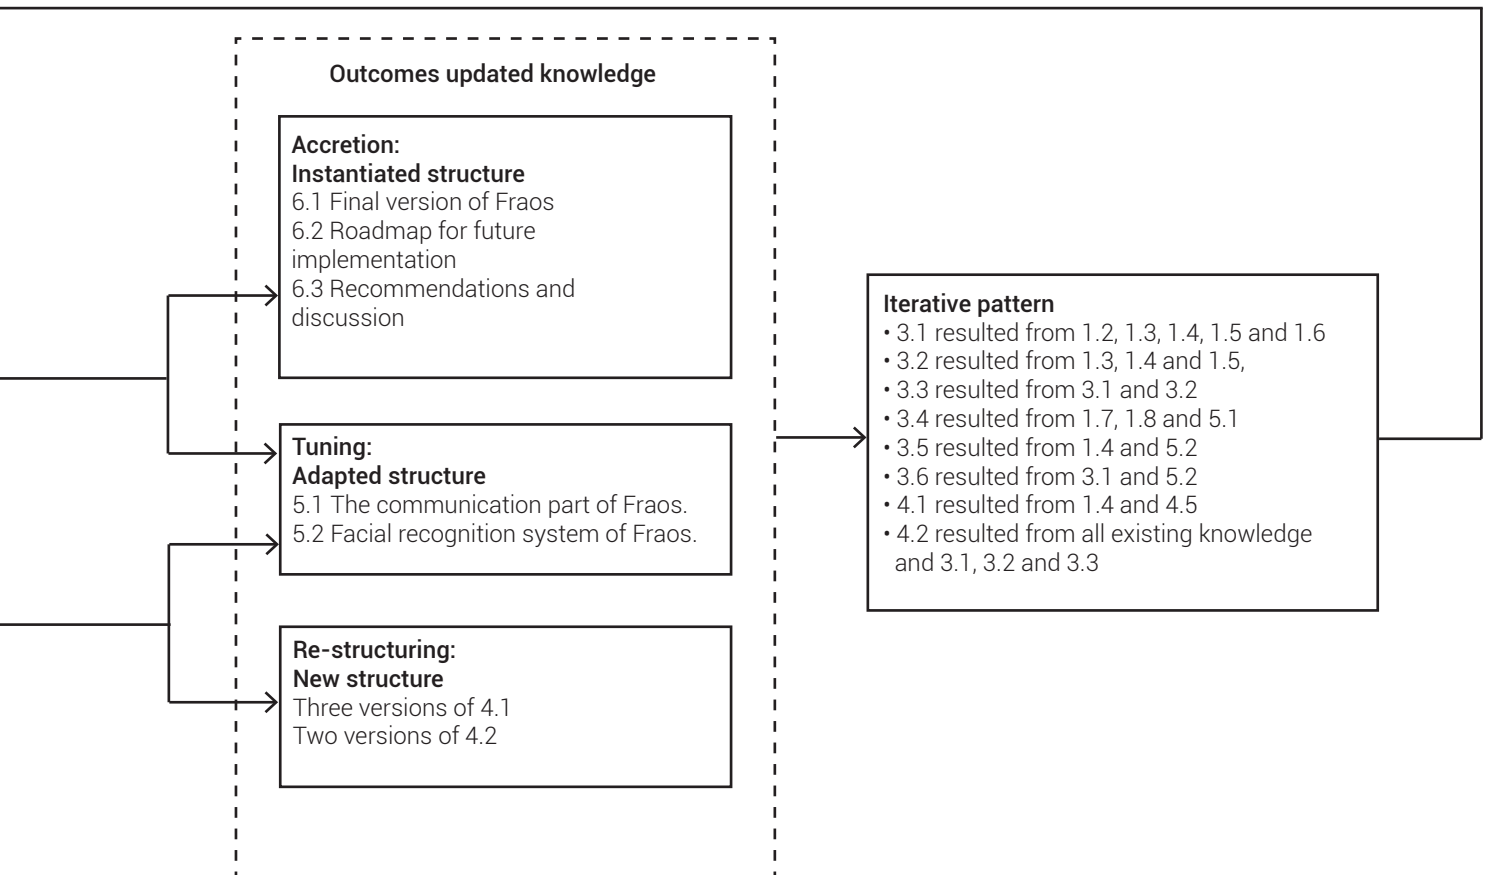 Outcomes updated knowledge
Accretion:
Instantiated structure
6.1 Final version of Fraos
6.2 Roadmap for future
implementation
6.3 Recommendations and
discussion
Tuning:
Adapted structure
5.1 The communication part of Fraos.
5.2 Facial recognition system of Fraos.
Re-structuring:
New structure
Three versions of 4.1
Two versions of 4.2
Iterative pattern
• 3.1 resulted from 1.2, 1.3, 1.4, 1.5 and 1.6
• 3.2 resulted from 1.3, 1.4 and 1.5,
• 3.3 resulted from 3.1 and 3.2
• 3.4 resulted from 1.7, 1.8 and 5.1
• 3.5 resulted from 1.4 and 5.2
• 3.6 resulted from 3.1 and 5.2
• 4.1 resulted from 1.4 and 4.5
• 4.2 resulted from all existing knowledge
and 3.1, 3.2 and 3.3